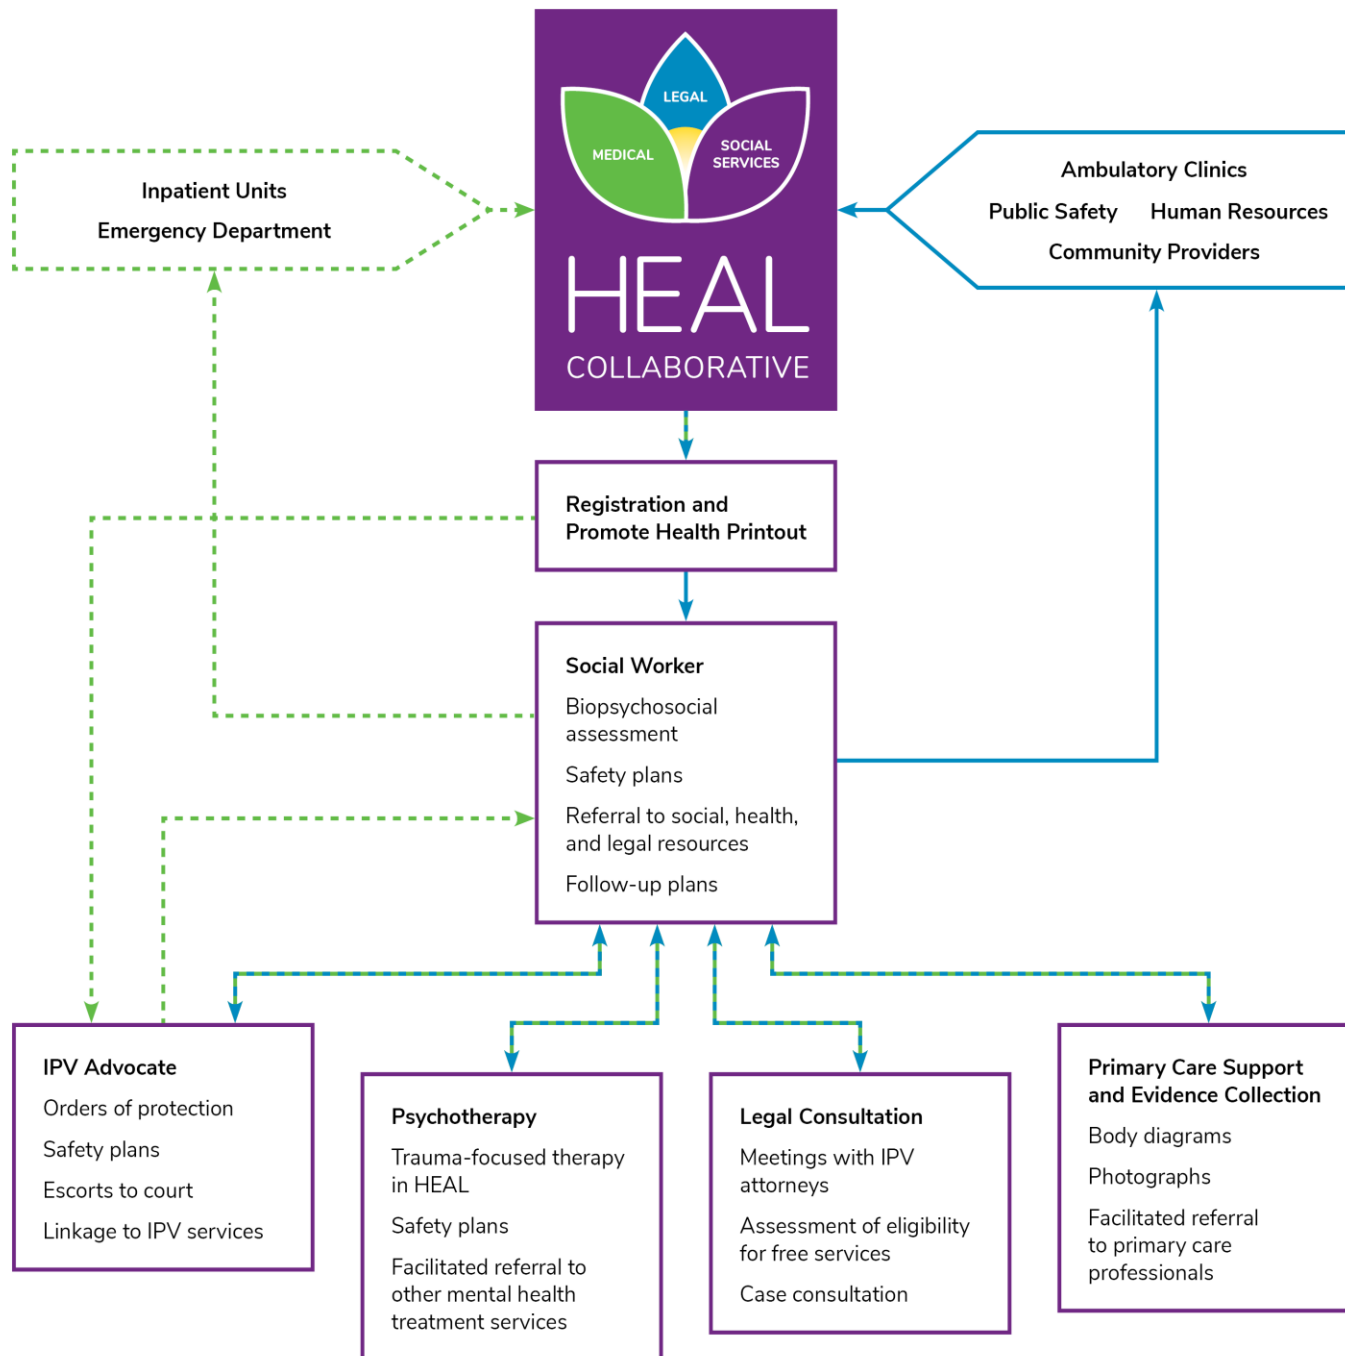 LEGAL
MEDICAL
SOCIAL
SERVICES
HEAL
COLLABORATIVE
Inpatient Units
Emergency Department
Ambulatory Clinics
Public Safety Human Resources
Community Providers
Registration and
Promote Health Printout
Social Worker
Biopsychosocial
assessment
Safety plans
Referral to social, health,
and legal resources
Follow-up plans
IPV Advocate
Orders of protection
Safety plans
Escorts to court
Linkage to IPV services
Psychotherapy
Trauma-focused therapy
in HEAL
Safety plans
Facilitated referral to
other mental health
treatment services
Legal Consultation
Meetings with IPV
attorneys
Assessment of eligibility
for free services
Case consultation
Primary Care Support
and Evidence Collection
Body diagrams
Photographs
Facilitated referral
to primary care
professionals